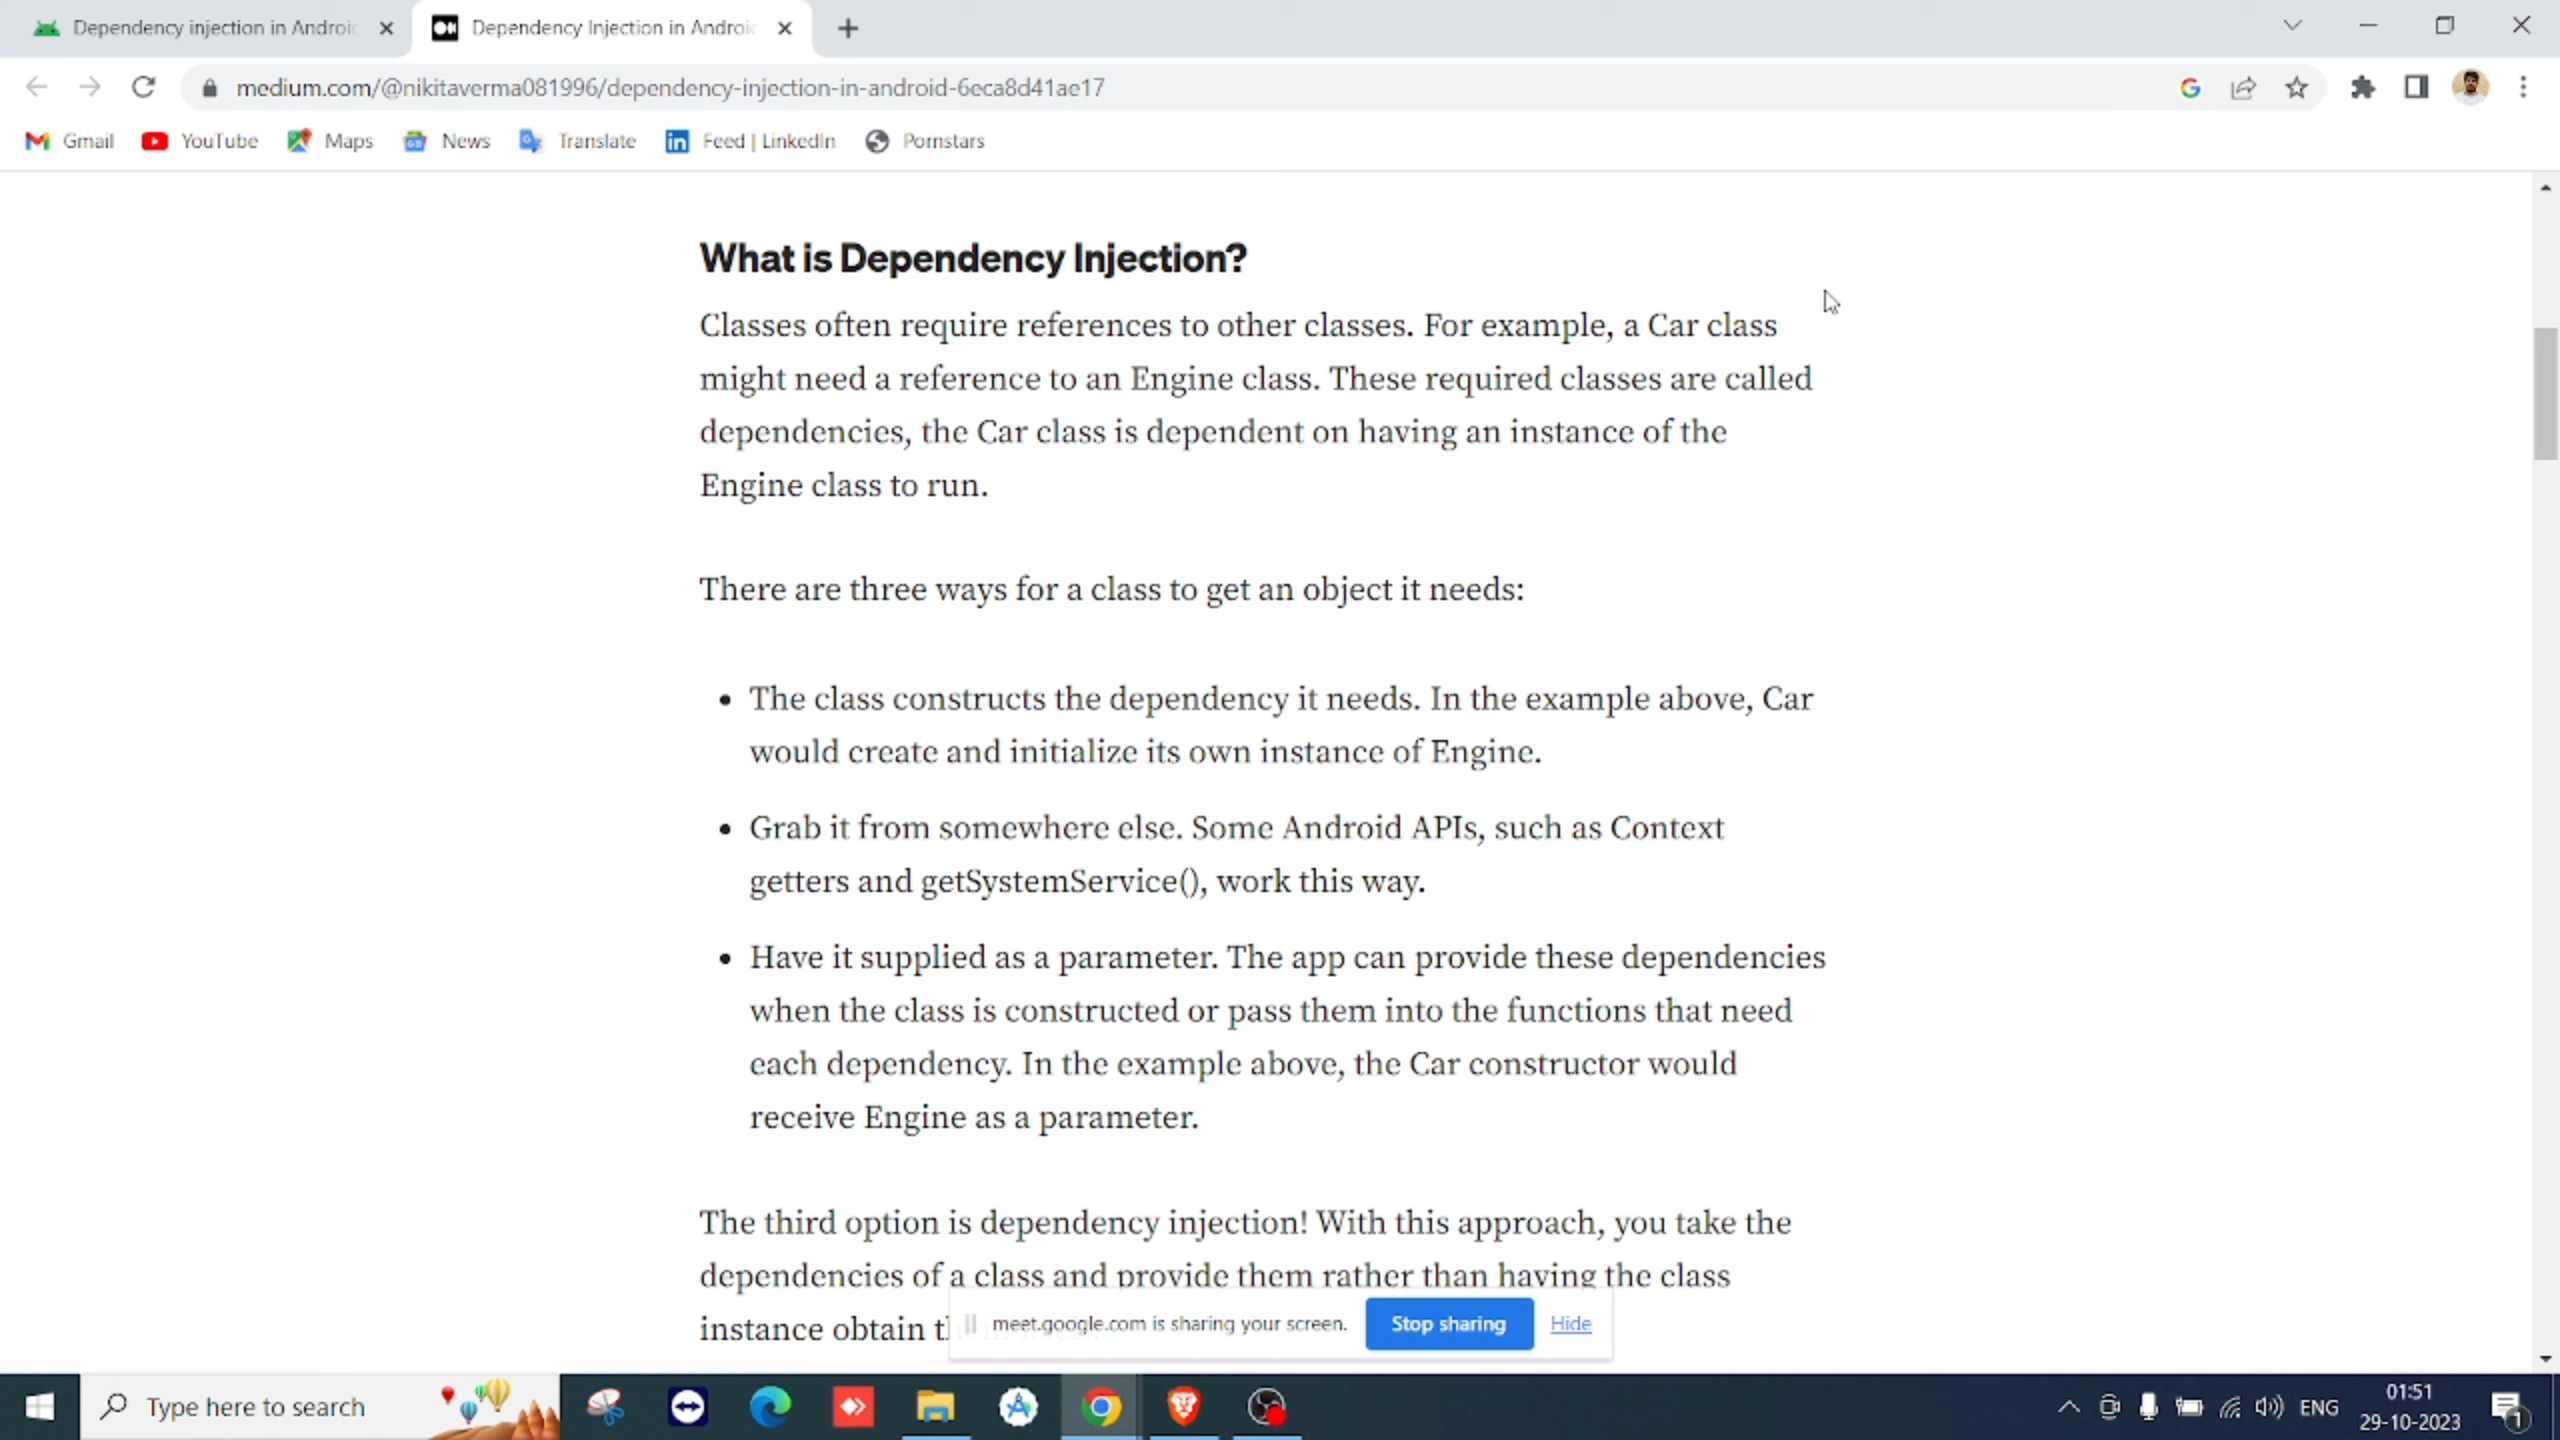 Dependency injection in Androi
Dependency Injection in Androi
medium.com/@nikitaverma081996/dependency-injection-in-android-6eca8d41ae17
Gmail YouTube Maps News Translate Feed | LinkedIn Pornstars
What is Dependency Injection?
Classes often require references to other classes. For example, a Car class
might need a reference to an Engine class. These required classes are called
dependencies, the Car class is dependent on having an instance of the
Engine class to run.
There are three ways for a class to get an object it needs:
• The class constructs the dependency it needs. In the example above, Car
would create and initialize its own instance of Engine.
• Grab it from somewhere else. Some Android APIs, such as Context
getters and getSystemService(), work this way.
• Have it supplied as a parameter. The app can provide these dependencies
when the class is constructed or pass them into the functions that need
each dependency. In the example above, the Car constructor would
receive Engine as a parameter.
The third option is dependency injection! With this approach, you take the
dependencies of a class and provide them rather than having the class
instance obtain
meet.google.com is sharing your screen. Stop sharing Hide
Type here to search
ENG
01:51
29-10-2023
1